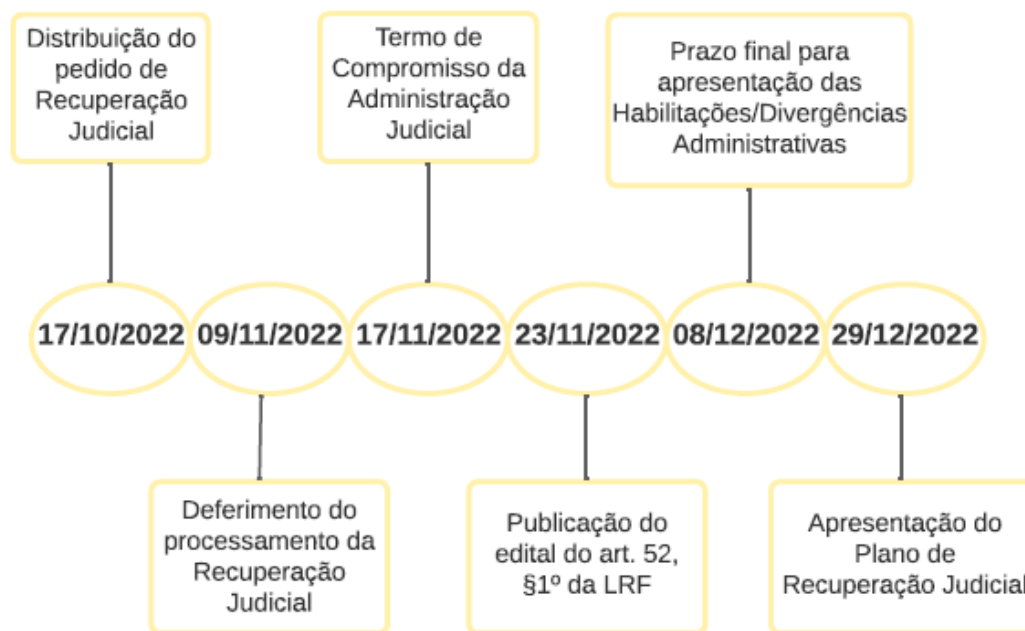 Distribuição do
pedido de
Recuperação
Judicial
Termo de
Compromisso da
Administração
Judicial
Prazo final para
apresentação das
Habilitações/Divergências
Administrativas
17/10/2022
09/11/2022
17/11/2022
23/11/2022
08/12/2022
29/12/2022
Deferimento do
processamento da
Recuperação
Judicial
Publicação do
edital do art. 52,
§1º da LRF
Apresentação do
Plano de
Recuperação Judicial